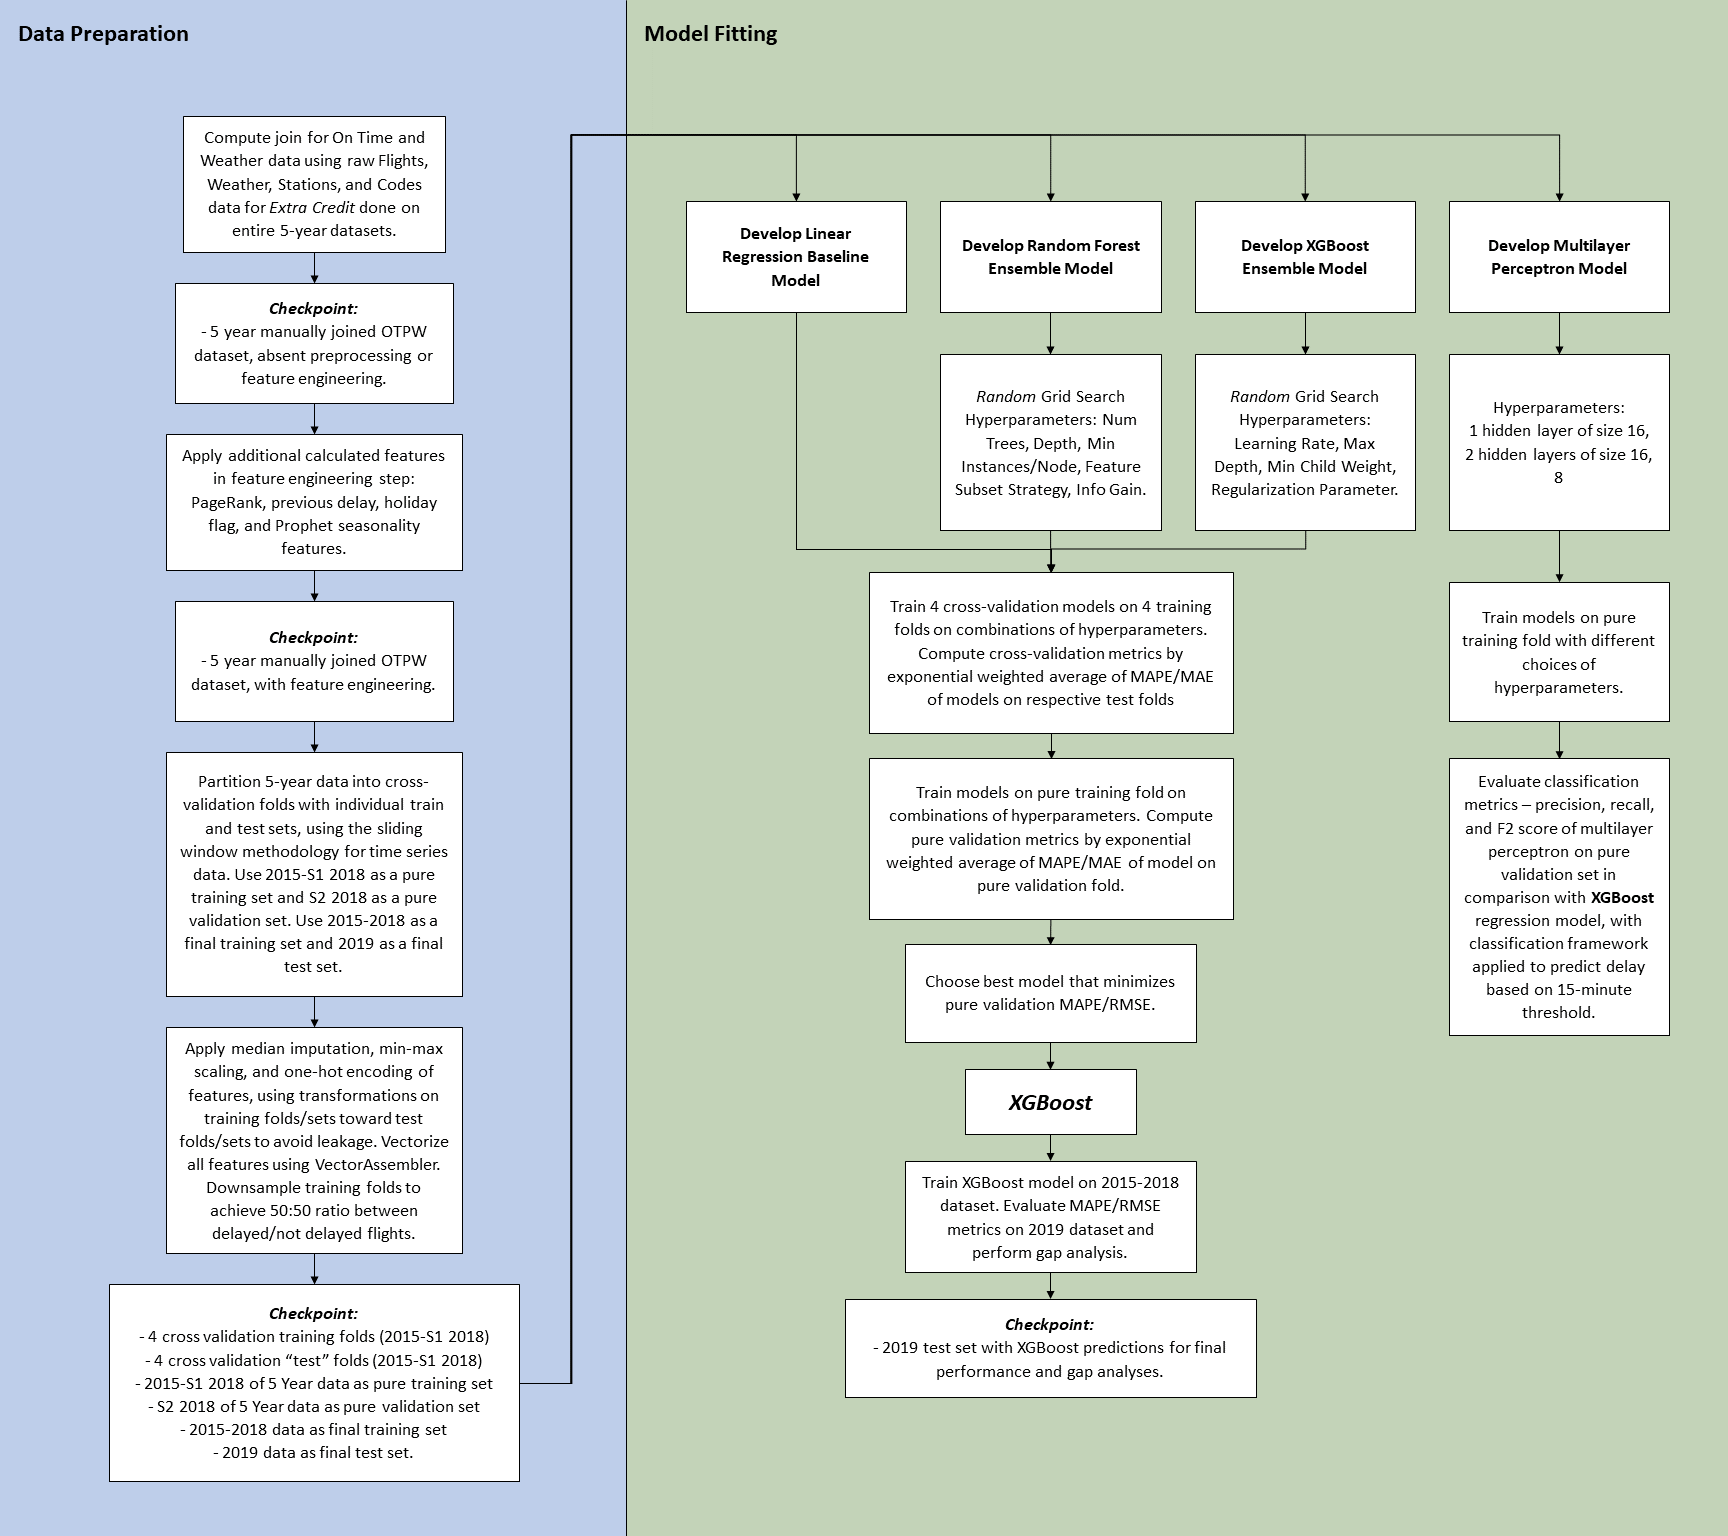 Data Preparation
Compute join for On Time and
Weather data using raw Flights,
Weather, Stations, and Codes
data for Extra Credit done on
entire 5-year datasets.
Checkpoint:
- 5 year manually joined OTPW
dataset, absent preprocessing or
feature engineering.
Apply additional calculated features
in feature engineering step:
PageRank, previous delay, holiday
flag, and Prophet seasonality
features.
Checkpoint:
- 5 year manually joined OTPW
dataset, with feature engineering.
Partition 5-year data into cross-
validation folds with individual train
and test sets, using the sliding
window methodology for time series
data. Use 2015-S1 2018 as a pure
training set and S2 2018 as a pure
validation set. Use 2015-2018 as a
final training set and 2019 as a final
test set.
Apply median imputation, min-max
scaling, and one-hot encoding of
features, using transformations on
training folds/sets toward test
folds/sets to avoid leakage. Vectorize
all features using VectorAssembler.
Downsample training folds to
achieve 50:50 ratio between
delayed/not delayed flights.
Checkpoint:
- 4 cross validation training folds (2015-S1 2018)
- 4 cross validation “test” folds (2015-S1 2018)
- 2015-S1 2018 of 5 Year data as pure training set
- S2 2018 of 5 Year data as pure validation set
- 2015-2018 data as final training set
- 2019 data as final test set.
Model Fitting
Develop Linear
Regression Baseline
Model
Develop Random Forest
Ensemble Model
Develop XGBoost
Ensemble Model
Develop Multilayer
Perceptron Model
Random Grid Search
Hyperparameters: Num
Trees, Depth, Min
Instances/Node, Feature
Subset Strategy, Info Gain.
Random Grid Search
Hyperparameters:
Learning Rate, Max
Depth, Min Child Weight,
Regularization Parameter.
Hyperparameters:
1 hidden layer of size 16,
2 hidden layers of size 16,
8
Train 4 cross-validation models on 4 training
folds on combinations of hyperparameters.
Compute cross-validation metrics by
exponential weighted average of MAPE/MAE
of models on respective test folds
Train models on pure training fold on
combinations of hyperparameters. Compute
pure validation metrics by exponential
weighted average of MAPE/MAE of model on
pure validation fold.
Choose best model that minimizes
pure validation MAPE/RMSE.
XGBoost
Train XGBoost model on 2015-2018
dataset. Evaluate MAPE/RMSE
metrics on 2019 dataset and
perform gap analysis.
Checkpoint:
- 2019 test set with XGBoost predictions for final
performance and gap analyses.
Train models on pure
training fold with different
choices of
hyperparameters.
Evaluate classification
metrics – precision, recall,
and F2 score of multilayer
perceptron on pure
validation set in
comparison with XGBoost
regression model, with
classification framework
applied to predict delay
based on 15-minute
threshold.